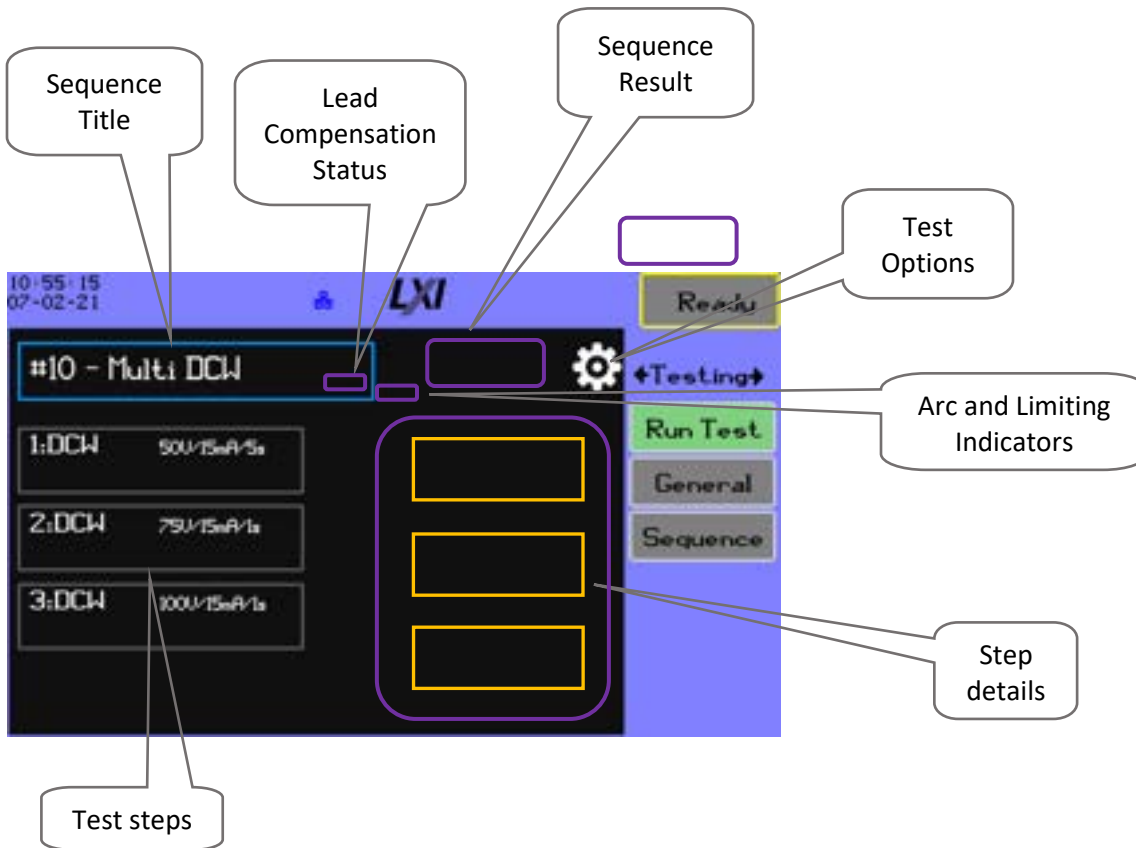 Sequence
Result
Sequence
Title
Lead
Compensation
Status
Test
Options
10:55:15
07-02-21
LXI
Ready
#10 - Multi DCW
←Testing→
Arc and Limiting
Indicators
Run Test
1:DCW 50V/15mA/5s
General
2:DCW 75V/15mA/1s
Sequence
3:DCW 100V/15mA/1s
Step
details
Test steps